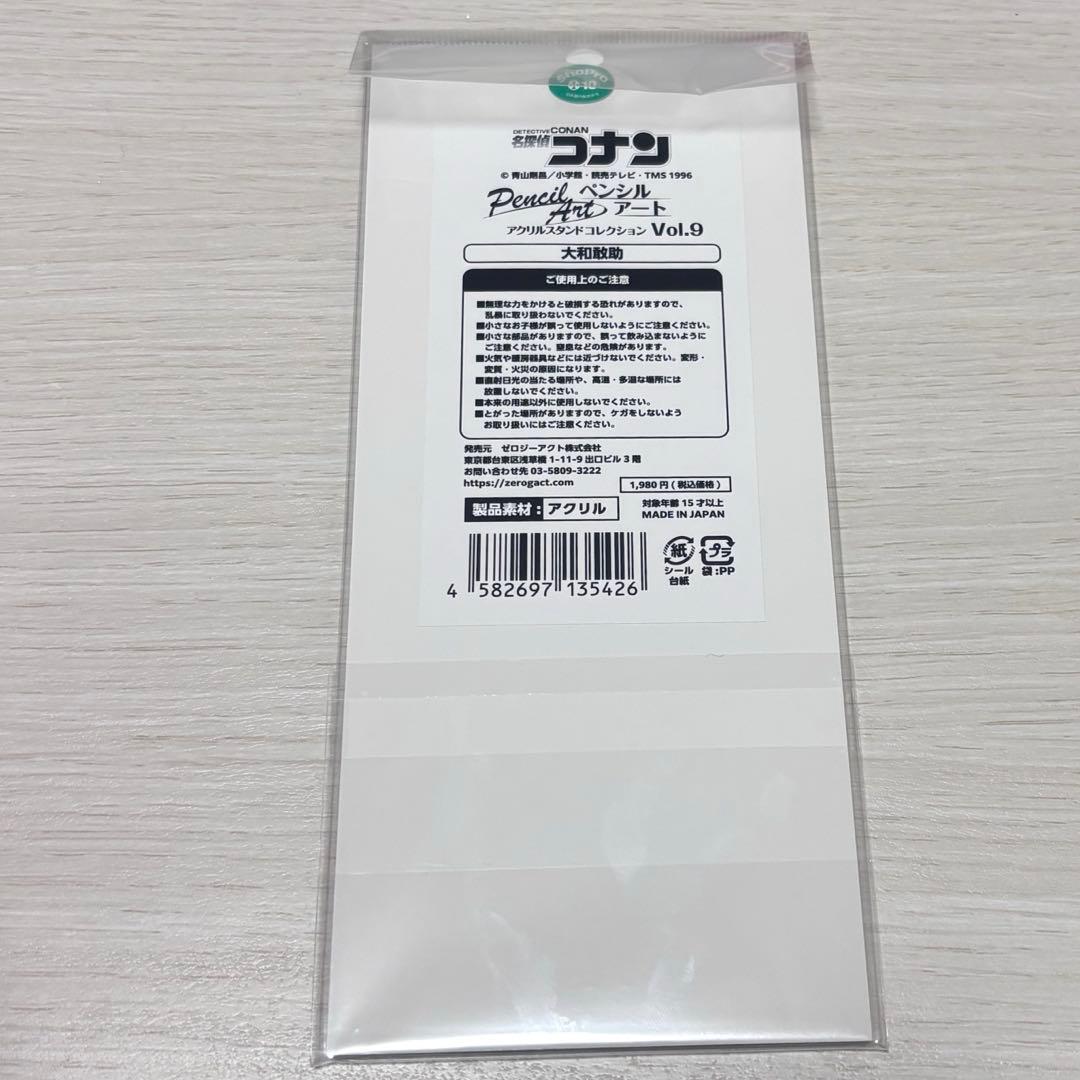 ShoPro
DETECTIVE CONAN
名探偵 コナン
© 青山剛昌／小学館・読売テレビ・TMS 1996
Pencil Art ペンシルアート
アクリルスタンドコレクション Vol.9
大和敢助
ご使用上のご注意
■無理な力をかけると破損する恐れがありますので、
乱暴に取り扱わないでください。
■小さなお子様が誤って使用しないようにご注意ください。
■小さな部品がありますので、誤って飲み込まないように
ご注意ください。窒息などの危険があります。
■火気や暖房器具などには近づけないでください。変形・
変質・火災の原因になります。
■直射日光の当たる場所や、高温・多湿な場所には
放置しないでください。
■本来の用途以外に使用しないでください。
■とがった場所がありますので、ケガをしないよう
お取り扱いにはご注意ください。
発売元　ゼロジーアクト株式会社
東京都台東区浅草橋 1-11-9 出口ビル 3 階
お問い合わせ先 03-5809-3222
https://zerogact.com
1,980 円 ( 税込価格 )
製品素材：アクリル
対象年齢 15 才以上
MADE IN JAPAN
4 582697 135426
紙
シール
台紙
プラ
袋 : PP